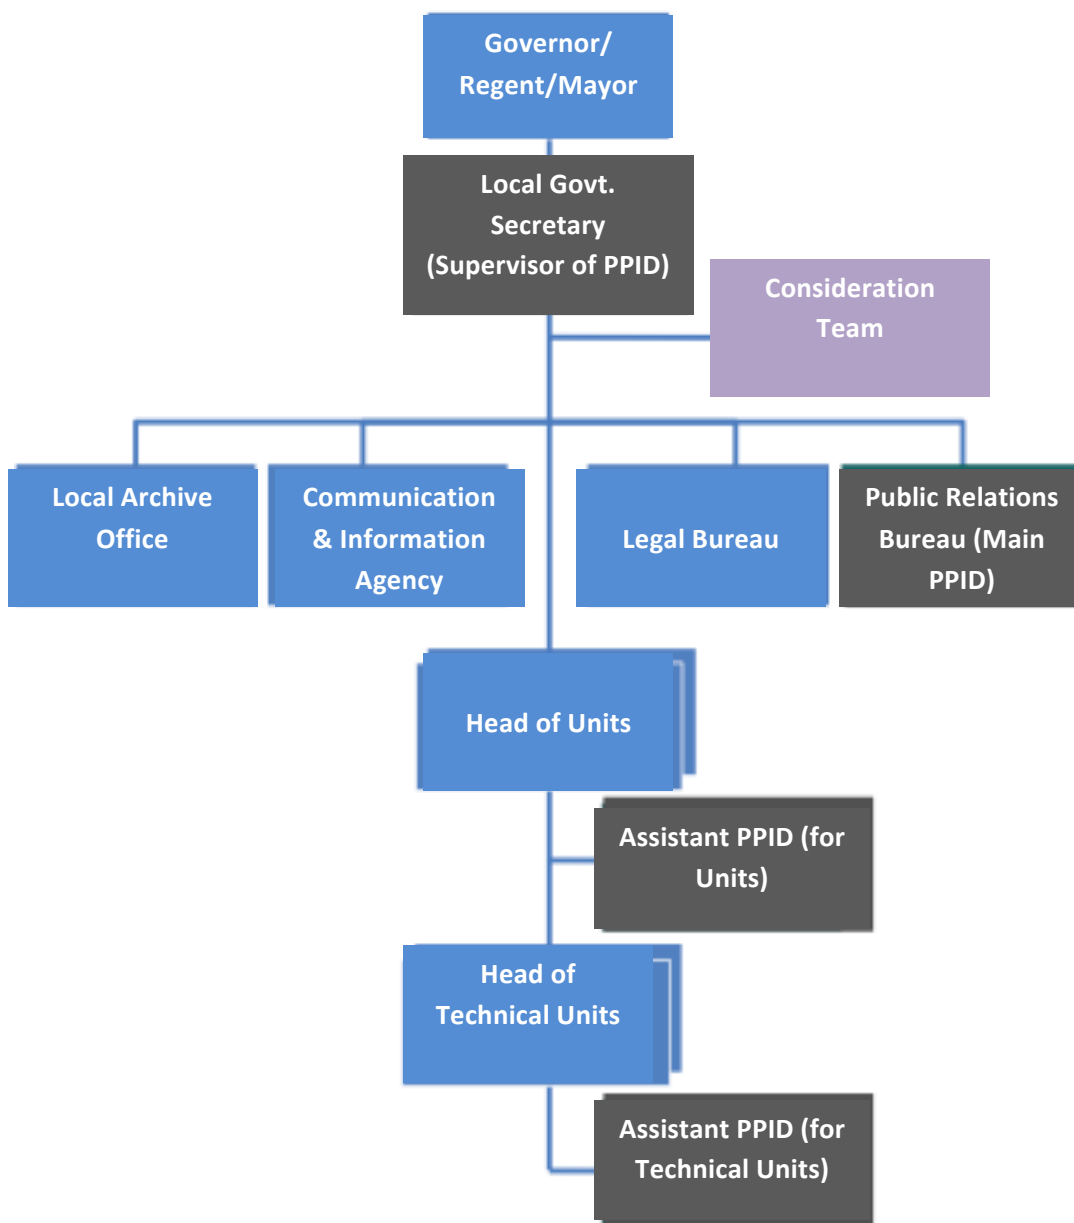 Governor/
Regent/Mayor
Local Govt.
Secretary
(Supervisor of PPID)
Consideration
Team
Local Archive
Office
Communication
& Information
Agency
Legal Bureau
Public Relations
Bureau (Main
PPID)
Head of Units
Assistant PPID (for
Units)
Head of
Technical Units
Assistant PPID (for
Technical Units)